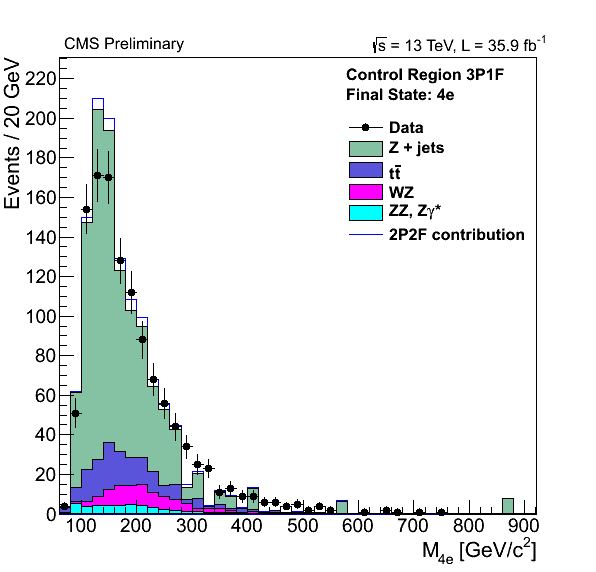 CMS Preliminary
√s = 13 TeV, L = 35.9 fb⁻¹
Control Region 3P1F
Final State: 4e
Data
Z + jets
tt̄
WZ
ZZ, Zγ*
2P2F contribution
Events / 20 GeV
220
200
180
160
140
120
100
80
60
40
20
0
100 200 300 400 500 600 700 800 900
M₄ₑ [GeV/c²]